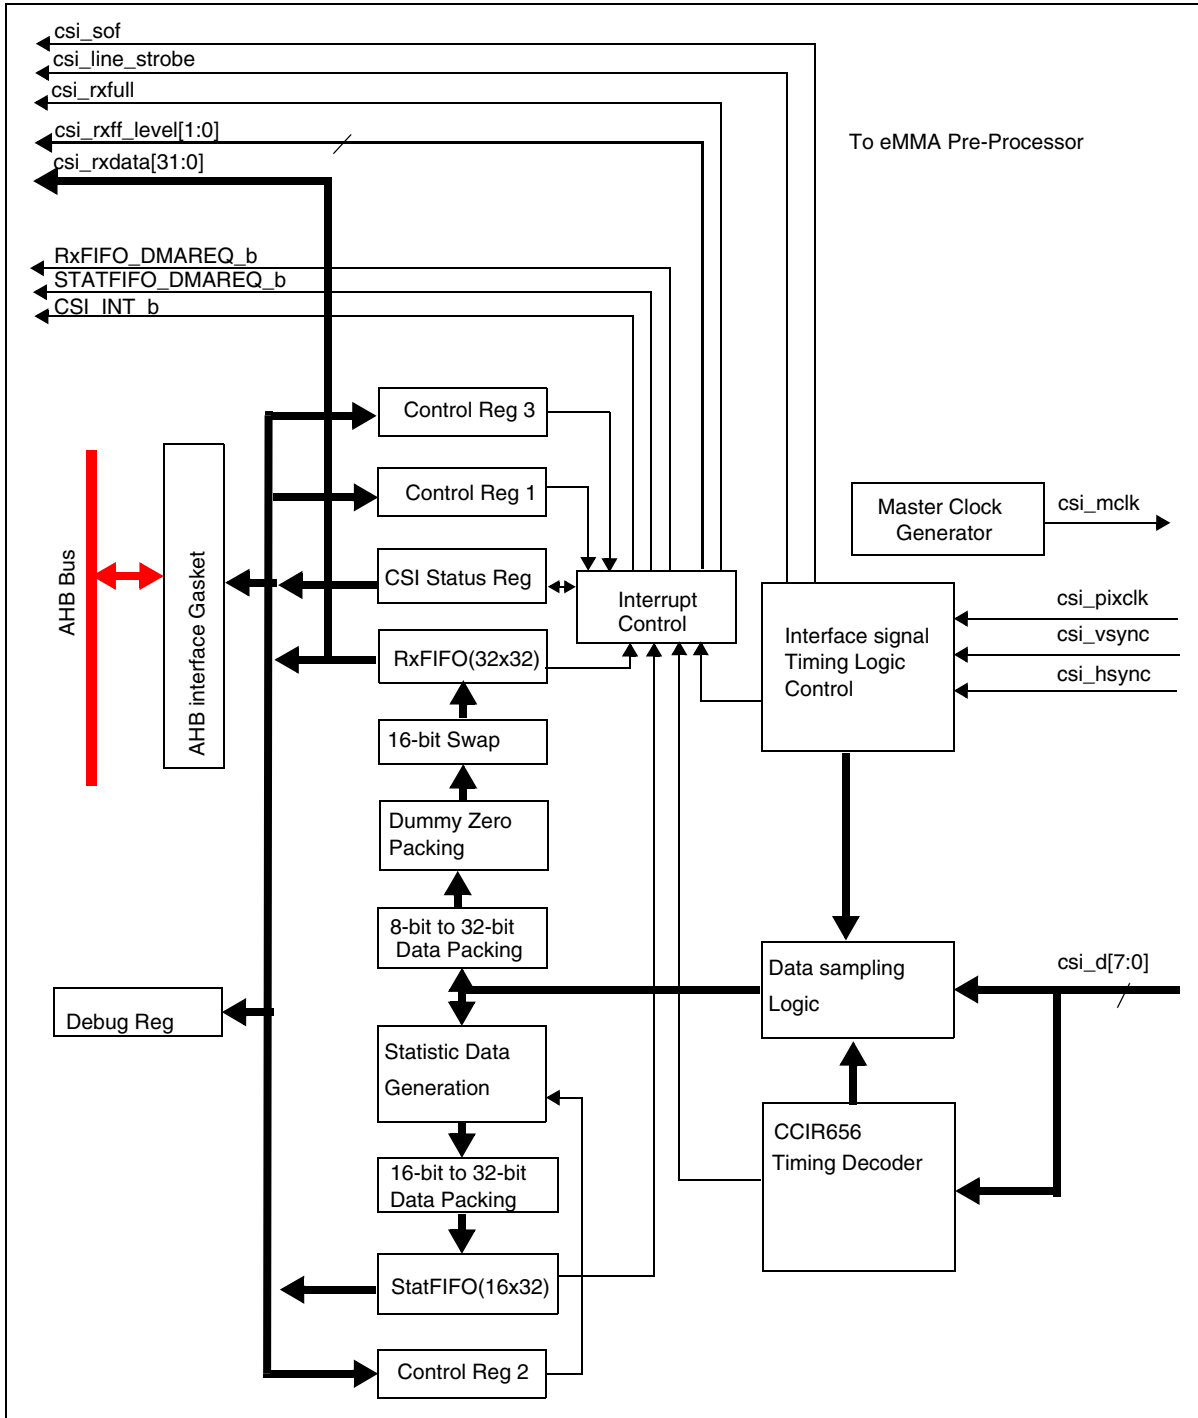 csi_sof
csi_line_strobe
csi_rxfull
csi_rxff_level[1:0]
To eMMA Pre-Processor
csi_rxdata[31:0]
RxFIFO_DMAREQ_b
STATFIFO_DMAREQ_b
CSI_INT_b
Control Reg 3
Control Reg 1
Master Clock
Generator
csi_mclk
AHB Bus
AHB interface Gasket
CSI Status Reg
Interrupt
Control
Interface signal
Timing Logic
Control
csi_pixclk
csi_vsync
csi_hsync
RxFIFO(32x32)
16-bit Swap
Dummy Zero
Packing
8-bit to 32-bit
Data Packing
Data sampling
Logic
csi_d[7:0]
Debug Reg
Statistic Data
Generation
CCIR656
Timing Decoder
16-bit to 32-bit
Data Packing
StatFIFO(16x32)
Control Reg 2